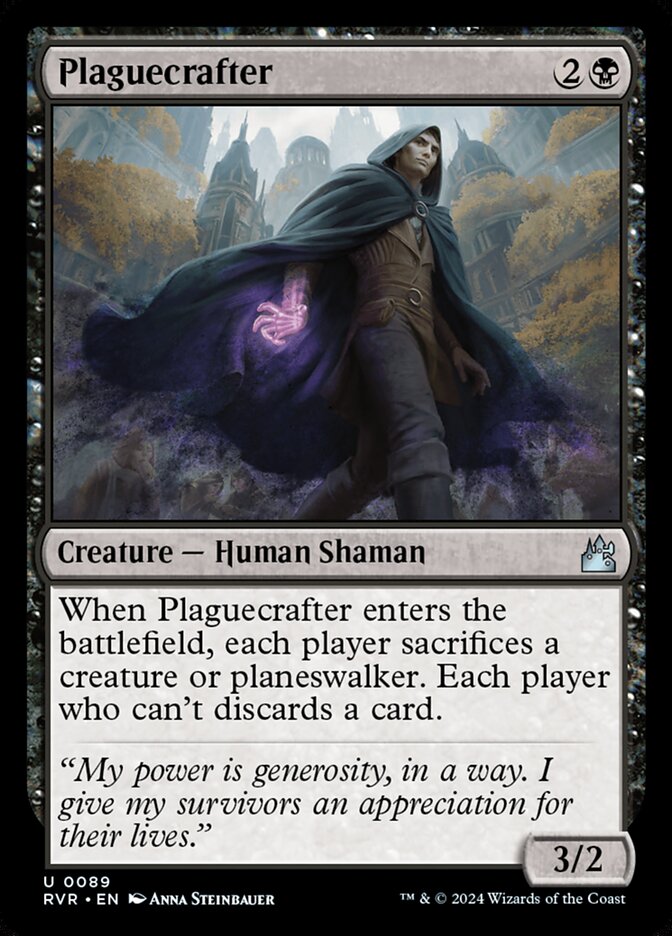 Plaguecrafter
2
Creature — Human Shaman
When Plaguecrafter enters the
battlefield, each player sacrifices a
creature or planeswalker. Each player
who can't discards a card.
“My power is generosity, in a way. I
give my survivors an appreciation for
their lives.”
3/2
U 0089
RVR • EN Anna Steinbauer
™ & © 2024 Wizards of the Coast